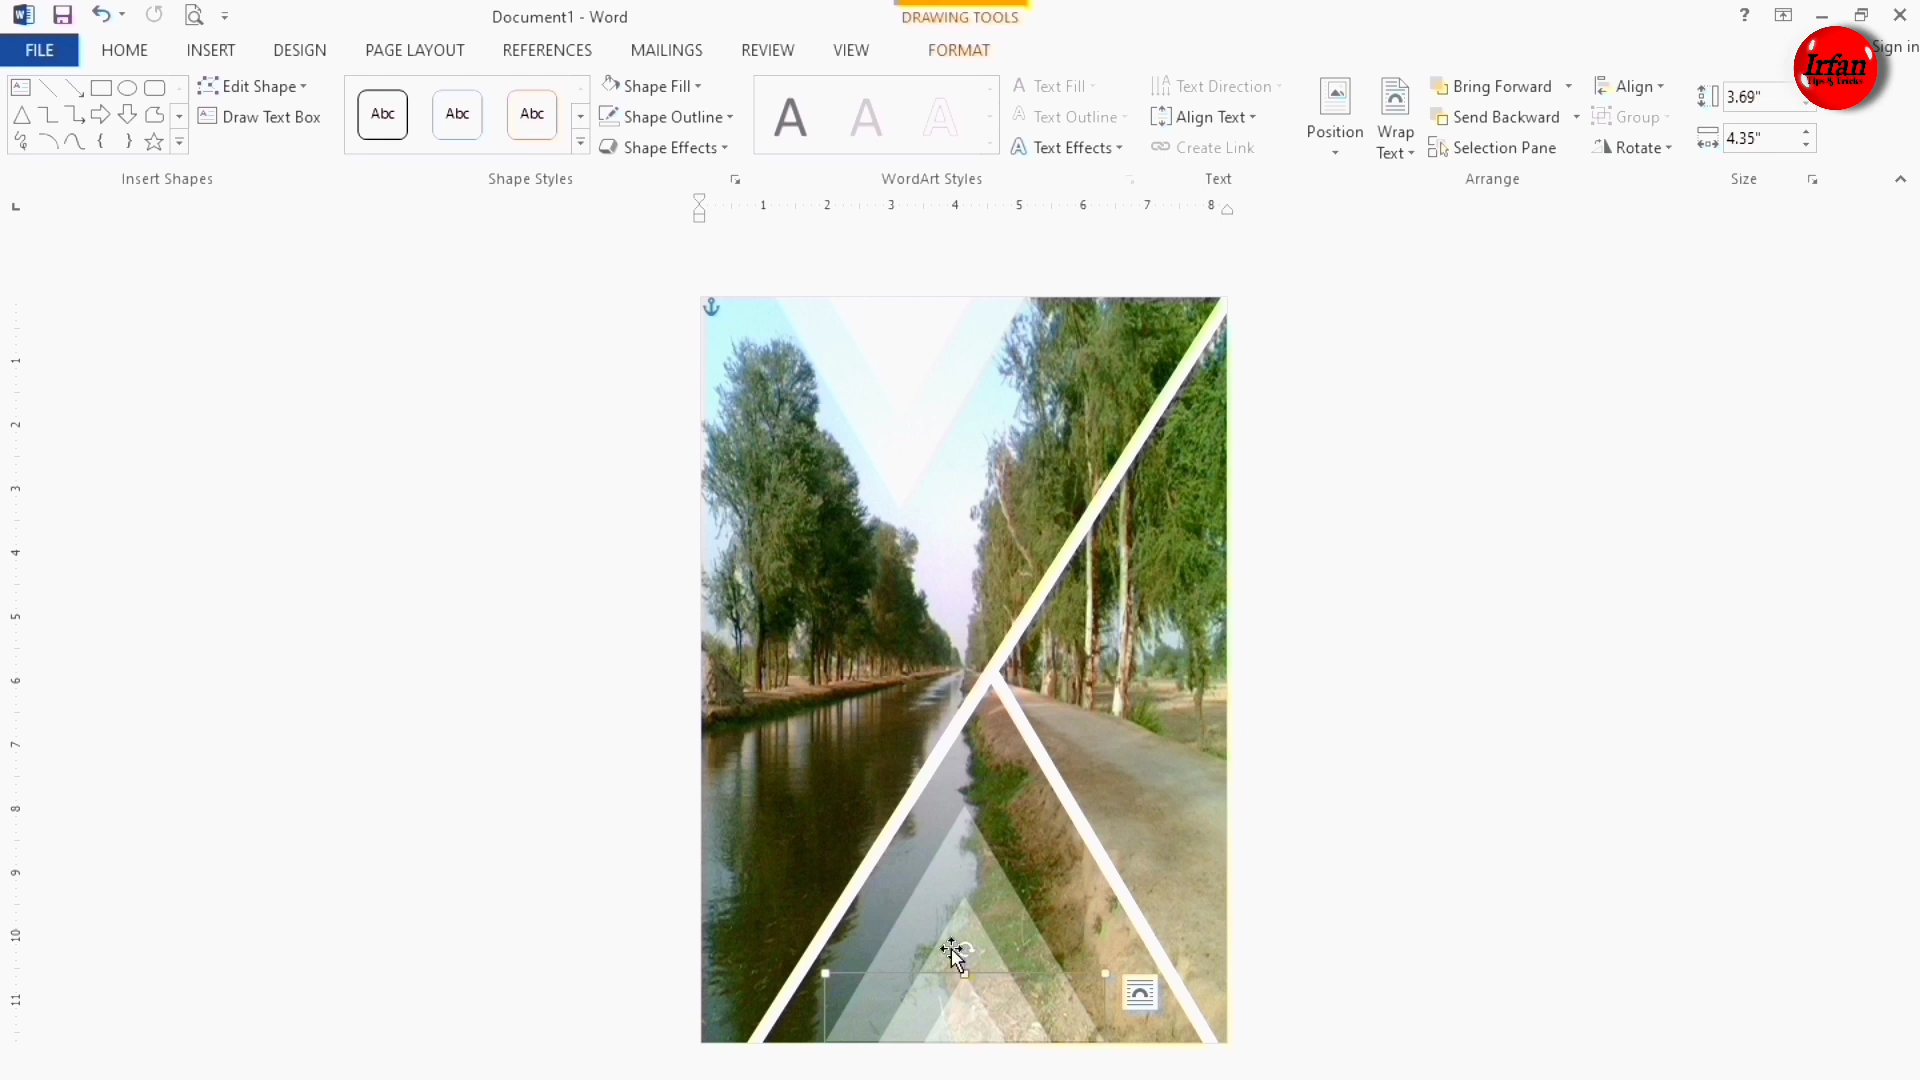 Document1 - Word
DRAWING TOOLS
?
Sign in
FILE
HOME
INSERT
DESIGN
PAGE LAYOUT
REFERENCES
MAILINGS
REVIEW
VIEW
FORMAT
Irfan
Tips & Tricks
Edit Shape
Draw Text Box
Insert Shapes
Abc
Abc
Abc
Shape Fill
Shape Outline
Shape Effects
Shape Styles
A
A
A
A Text Fill
A Text Outline
A Text Effects
WordArt Styles
Text Direction
Align Text
Create Link
Text
Position
Wrap
Text
Bring Forward
Send Backward
Selection Pane
Align
Group
Rotate
Arrange
3.69"
4.35"
Size
1 2 3 4 5 6 7 8
1
2
3
4
5
6
7
8
9
10
11